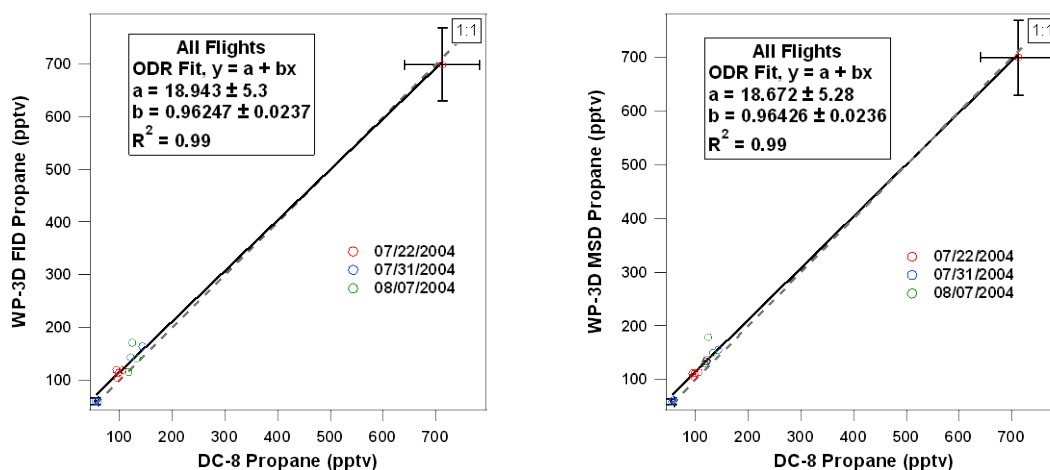 1:1
All Flights
ODR Fit, y = a + bx
a = 18.943 ± 5.3
b = 0.96247 ± 0.0237
R² = 0.99
WP-3D FID Propane (pptv)
700
600
500
400
300
200
100
07/22/2004
07/31/2004
08/07/2004
100 200 300 400 500 600 700
DC-8 Propane (pptv)
1:1
All Flights
ODR Fit, y = a + bx
a = 18.672 ± 5.28
b = 0.96426 ± 0.0236
R² = 0.99
WP-3D MSD Propane (pptv)
700
600
500
400
300
200
100
07/22/2004
07/31/2004
08/07/2004
100 200 300 400 500 600 700
DC-8 Propane (pptv)